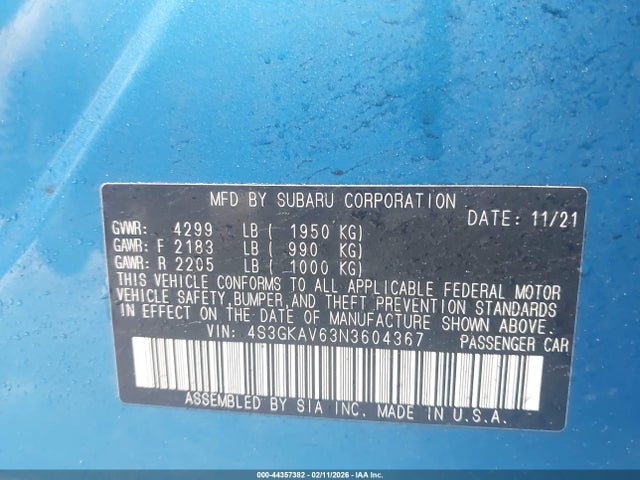 MFD BY SUBARU CORPORATION
DATE: 11/21
GVWR: 4299 LB ( 1950 KG)
GAWR: F 2183 LB ( 990 KG)
GAWR: R 2205 LB ( 1000 KG)
THIS VEHICLE CONFORMS TO ALL APPLICABLE FEDERAL MOTOR
VEHICLE SAFETY, BUMPER, AND THEFT PREVENTION STANDARDS
IN EFFECT ON THE DATE OF MANUFACTURE SHOWN ABOVE.
VIN: 4S3GKAV63N3604367 PASSENGER CAR
ASSEMBLED BY SIA INC. MADE IN U.S.A.
000-44357382 - 02/11/2026 - IAA Inc.